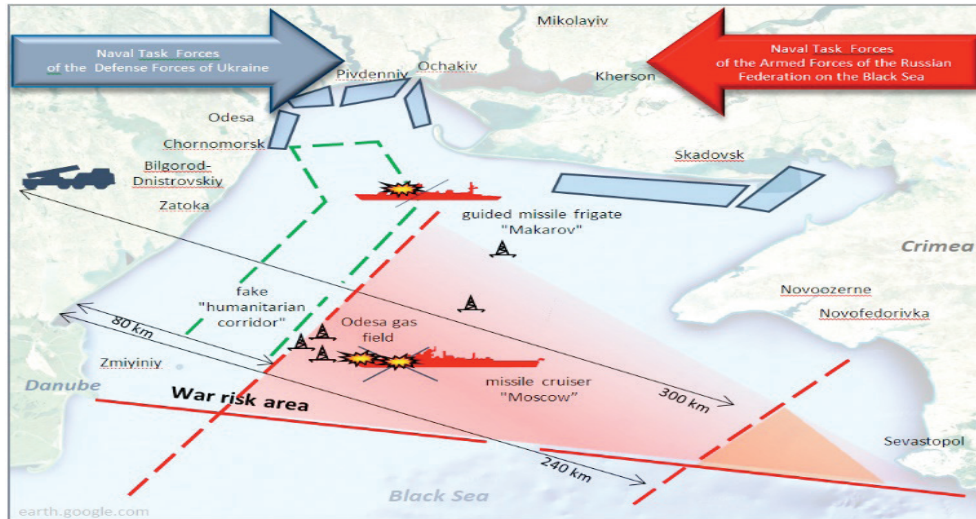 Naval Task Forces
of the Defense Forces of Ukraine
Mikolayiv
Naval Task Forces
of the Armed Forces of the Russian
Federation on the Black Sea
Ochakiv
Pivdenniy
Kherson
Odesa
Chornomorsk
Bilgorod-
Dnistrovskiy
Zatoka
Skadovsk
guided missile frigate
"Makarov"
Crimea
fake
"humanitarian
corridor"
Novoozerne
Novofedorivka
80 km
Odesa gas
field
Zmiyiniy
missile cruiser
"Moscow"
Danube
War risk area
300 km
Sevastopol
240 km
Black Sea
earth.google.com